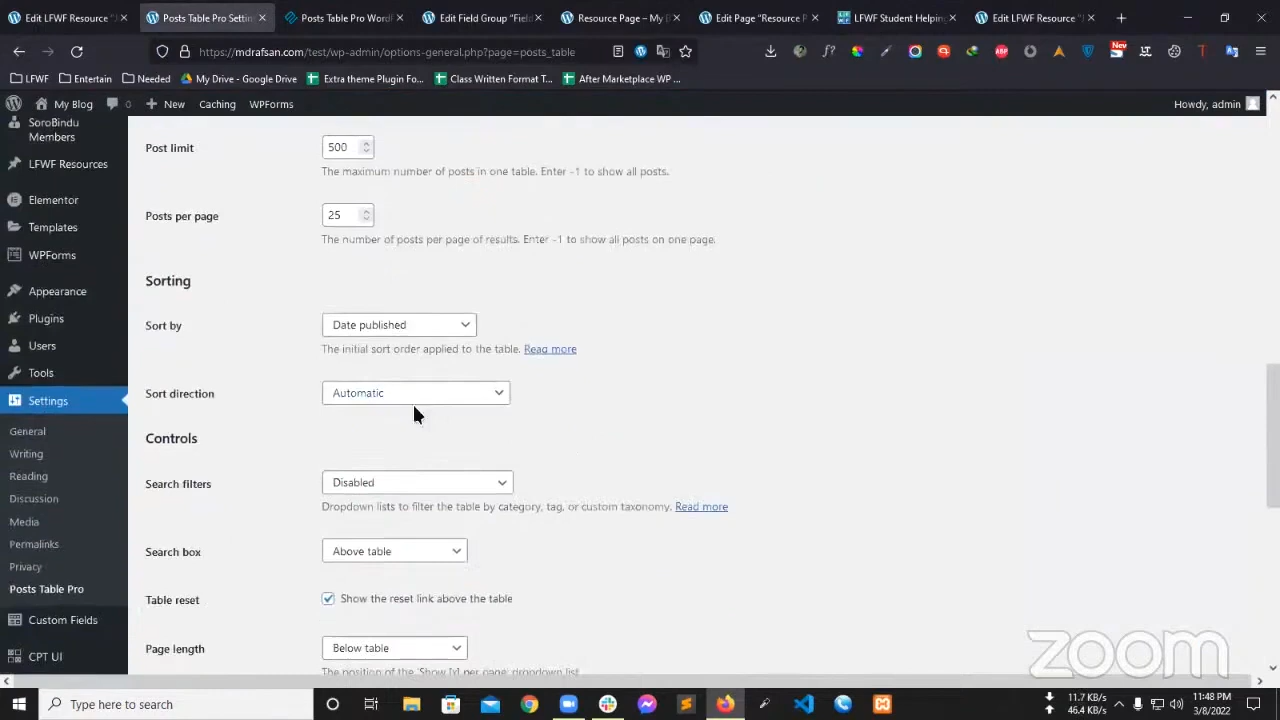 Edit LFWF Resource "
Posts Table Pro Settin
Posts Table Pro WordF
Edit Field Group "Field
Resource Page – My B
Edit Page "Resource P
LFWF Student Helping
Edit LFWF Resource "
https://mdrafsan.com/test/wp-admin/options-general.php?page=posts_table
New
LFWF
Entertain
Needed
My Drive - Google Drive
Extra theme Plugin Fo...
Class Written Format T...
After Marketplace WP ...
My Blog
0
New
Caching
WPForms
Howdy, admin
SoroBindu
Members
LFWF Resources
Elementor
Templates
WPForms
Appearance
Plugins
Users
Tools
Settings
General
Writing
Reading
Discussion
Media
Permalinks
Privacy
Posts Table Pro
Custom Fields
CPT UI
Post limit
500
The maximum number of posts in one table. Enter -1 to show all posts.
Posts per page
25
The number of posts per page of results. Enter -1 to show all posts on one page.
Sorting
Sort by
Date published
The initial sort order applied to the table. Read more
Sort direction
Automatic
Controls
Search filters
Disabled
Dropdown lists to filter the table by category, tag, or custom taxonomy. Read more
Search box
Above table
Table reset
Show the reset link above the table
Page length
Below table
The position of the 'Show [x] per page' dropdown list.
zoom
Type here to search
11.7 KB/s
46.4 KB/s
11:48 PM
3/8/2022